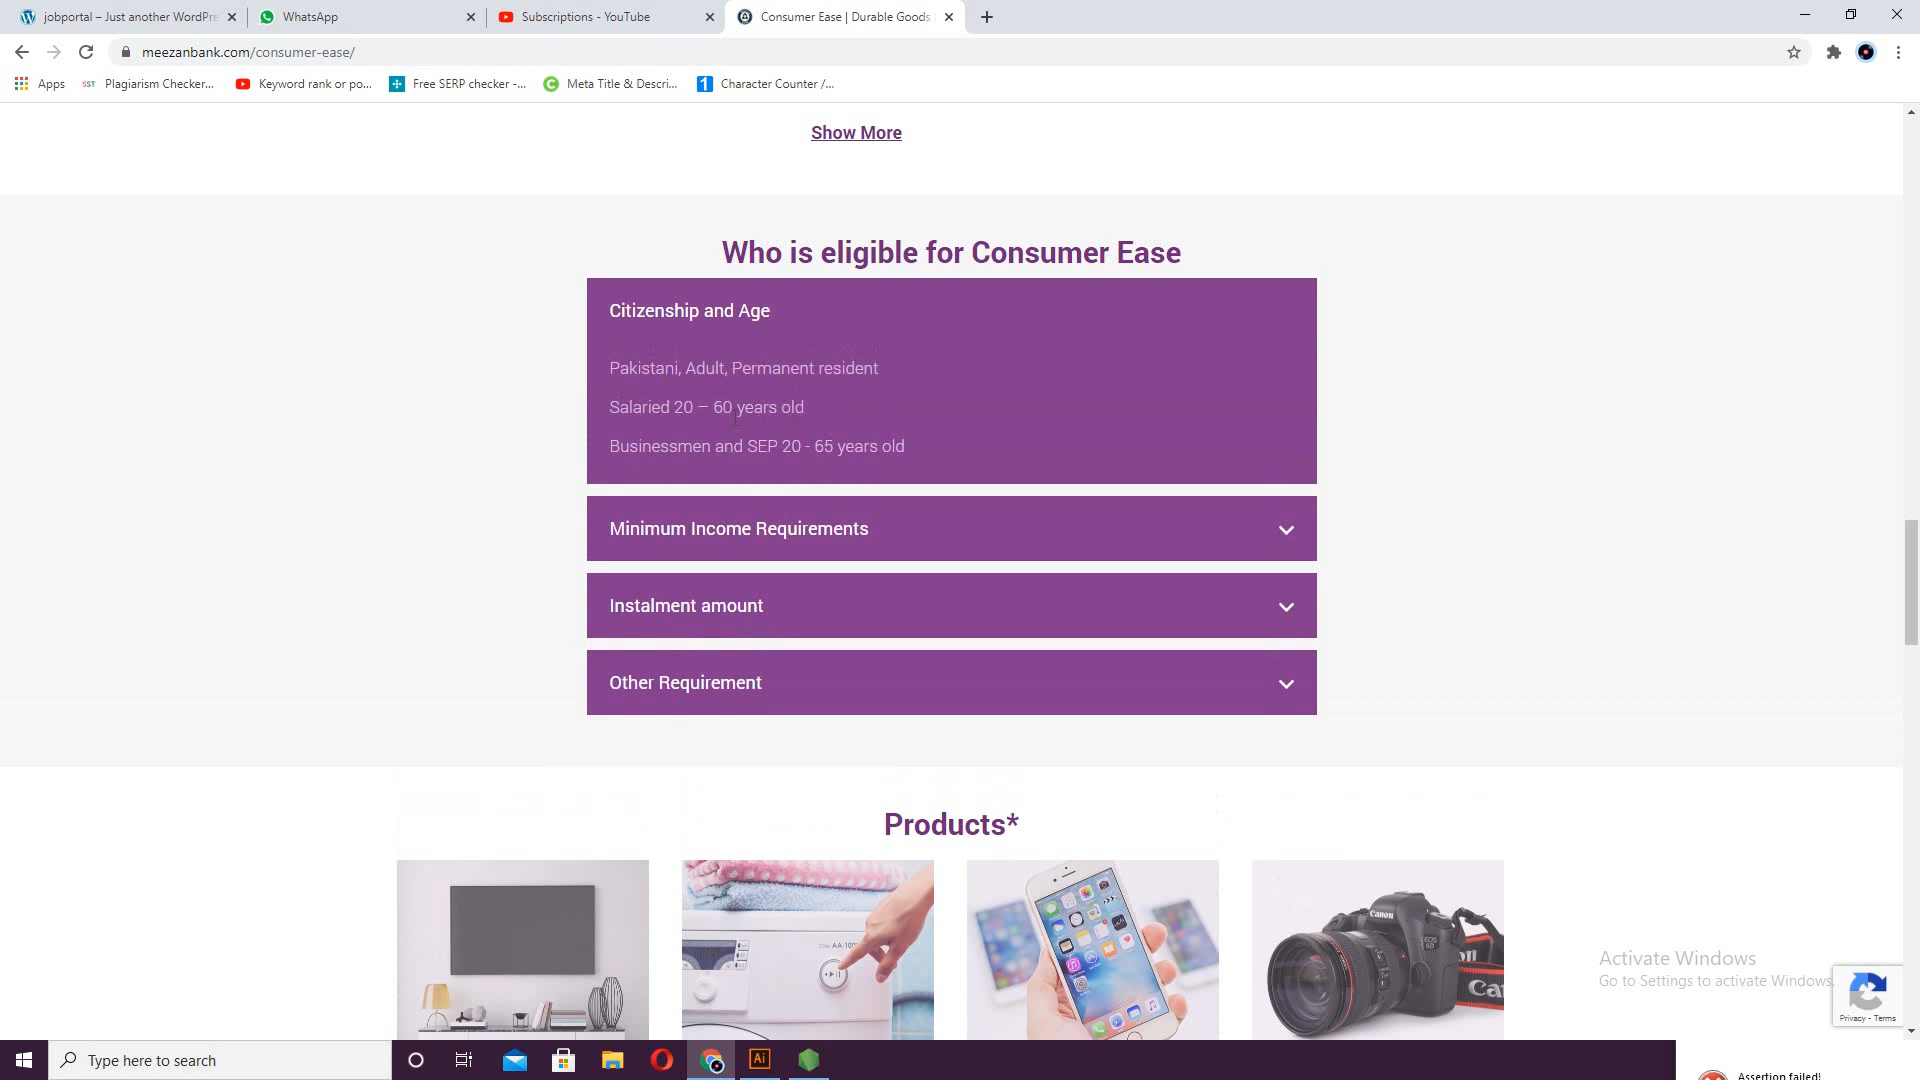 jobportal – Just another WordPre
WhatsApp
Subscriptions - YouTube
Consumer Ease | Durable Goods
meezanbank.com/consumer-ease/
Apps
SST
Plagiarism Checker...
Keyword rank or po...
Free SERP checker -...
Meta Title & Descri...
1
Character Counter /...
Show More
Who is eligible for Consumer Ease
Citizenship and Age
Pakistani, Adult, Permanent resident
Salaried 20 – 60 years old
Businessmen and SEP 20 - 65 years old
Minimum Income Requirements
Instalment amount
Other Requirement
Products*
Canon
Activate Windows
Go to Settings to activate Windows.
Privacy - Terms
Type here to search
Ai
Assertion failed!